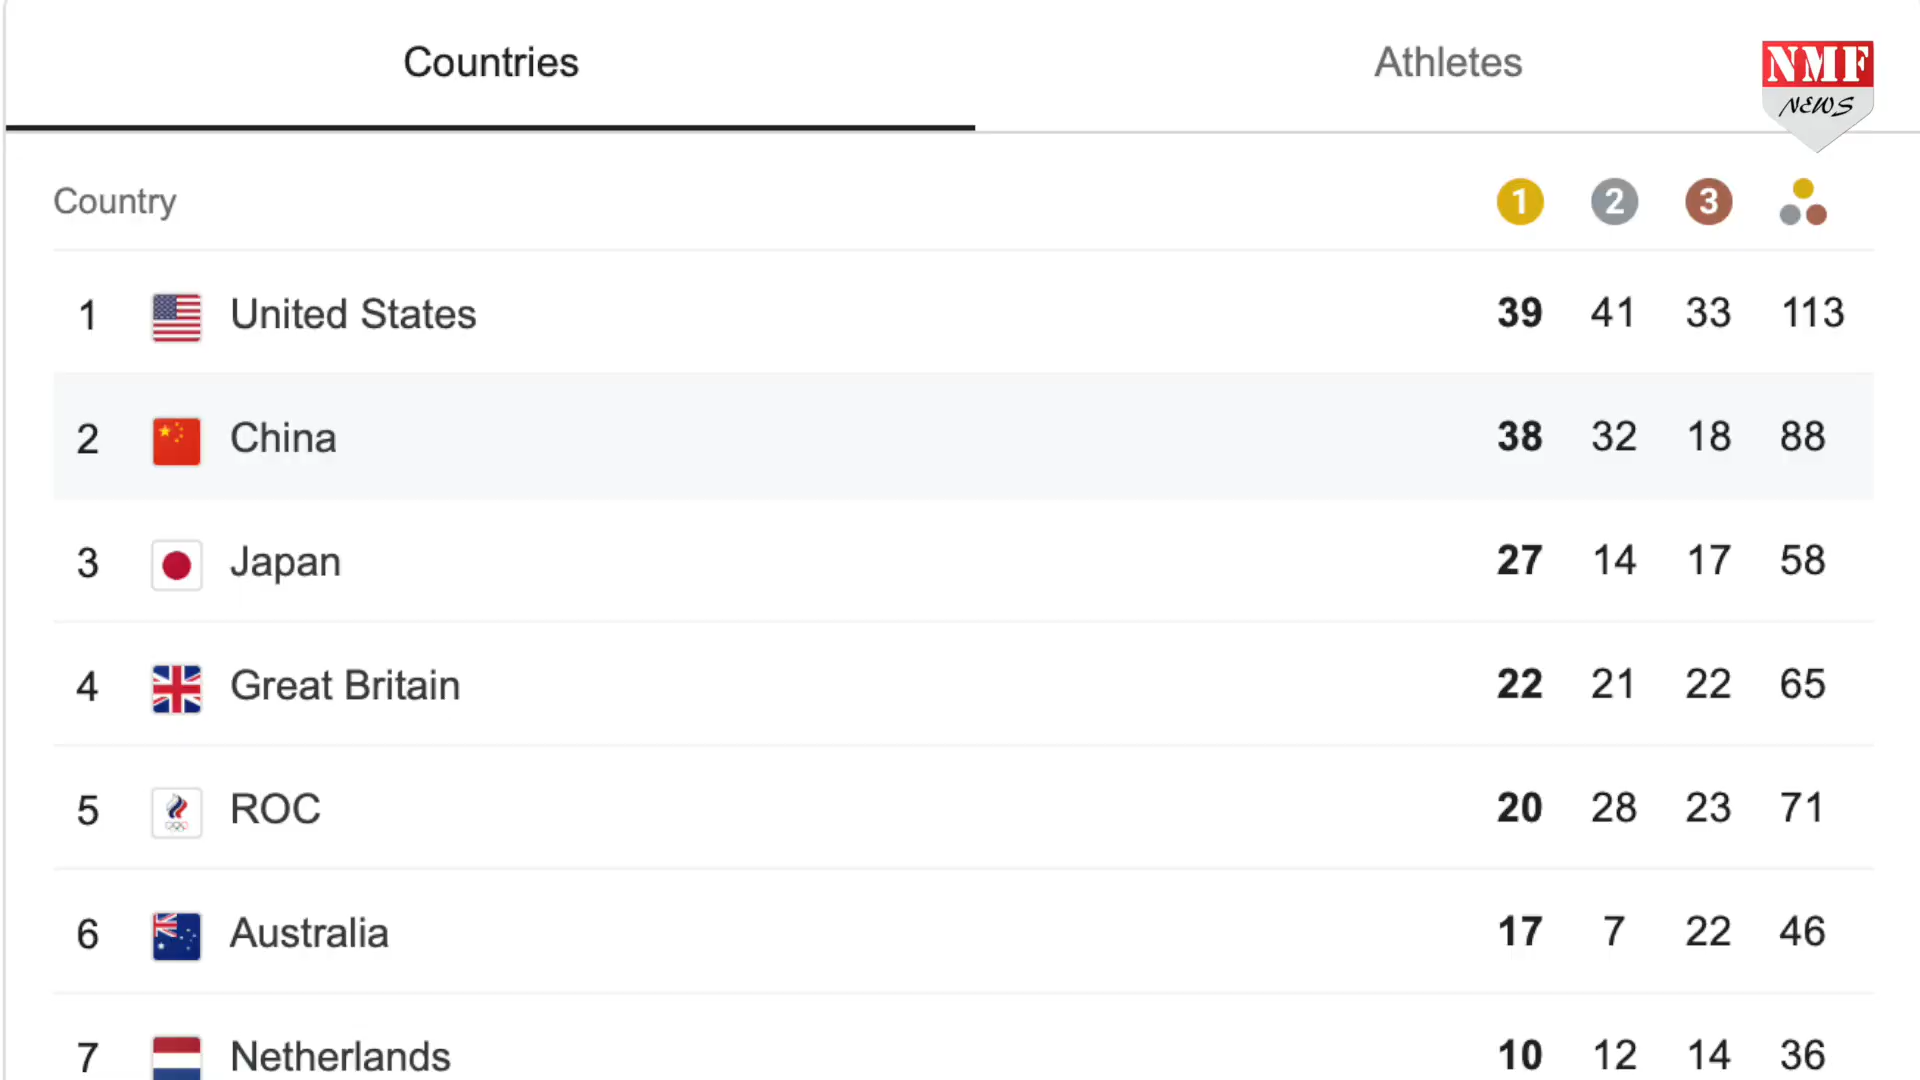 Countries Athletes
NMF
NEWS
Country 1 2 3
1 United States 39 41 33 113
2 China 38 32 18 88
3 Japan 27 14 17 58
4 Great Britain 22 21 22 65
5 ROC 20 28 23 71
6 Australia 17 7 22 46
7 Netherlands 10 12 14 36